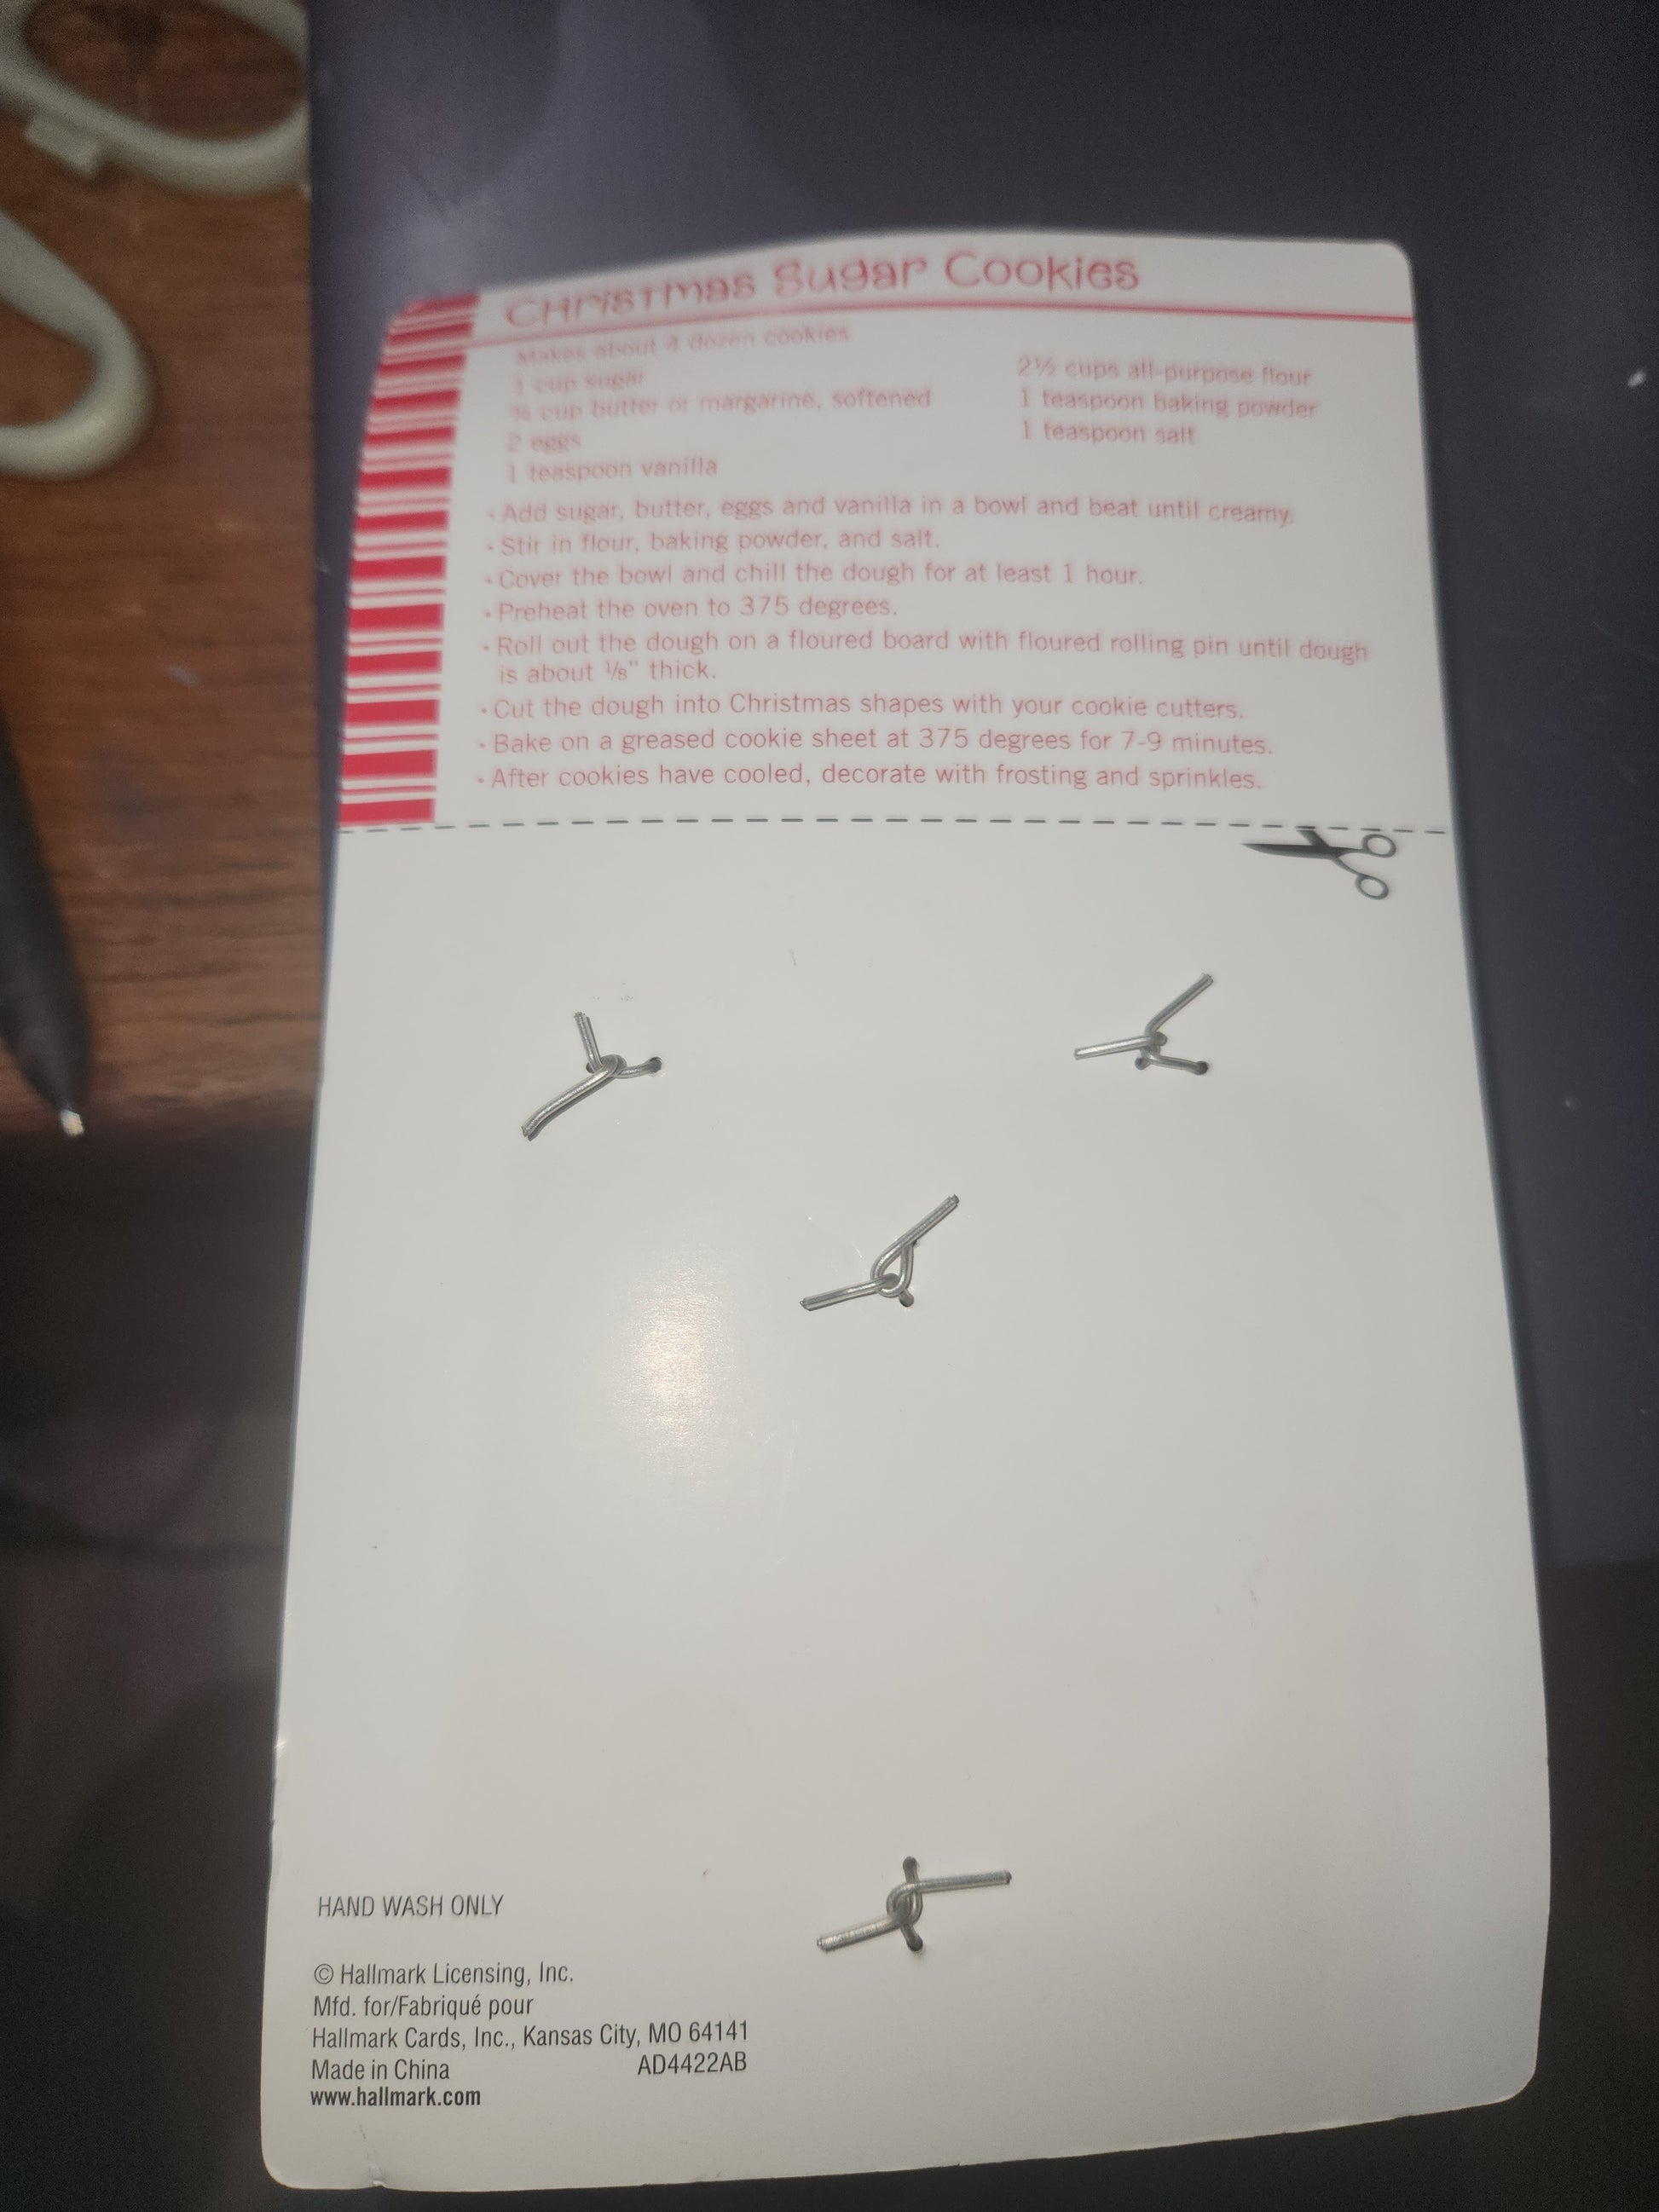 Christmas Sugar Cookies
Makes about 4 dozen cookies
1 cup sugar
¾ cup butter or margarine, softened
2 eggs
1 teaspoon vanilla
2½ cups all-purpose flour
1 teaspoon baking powder
1 teaspoon salt
• Add sugar, butter, eggs and vanilla in a bowl and beat until creamy.
• Stir in flour, baking powder, and salt.
• Cover the bowl and chill the dough for at least 1 hour.
• Preheat the oven to 375 degrees.
• Roll out the dough on a floured board with floured rolling pin until dough
is about ⅛" thick.
• Cut the dough into Christmas shapes with your cookie cutters.
• Bake on a greased cookie sheet at 375 degrees for 7-9 minutes.
• After cookies have cooled, decorate with frosting and sprinkles.
HAND WASH ONLY
© Hallmark Licensing, Inc.
Mfd. for/Fabriqué pour
Hallmark Cards, Inc., Kansas City, MO 64141
Made in China AD4422AB
www.hallmark.com